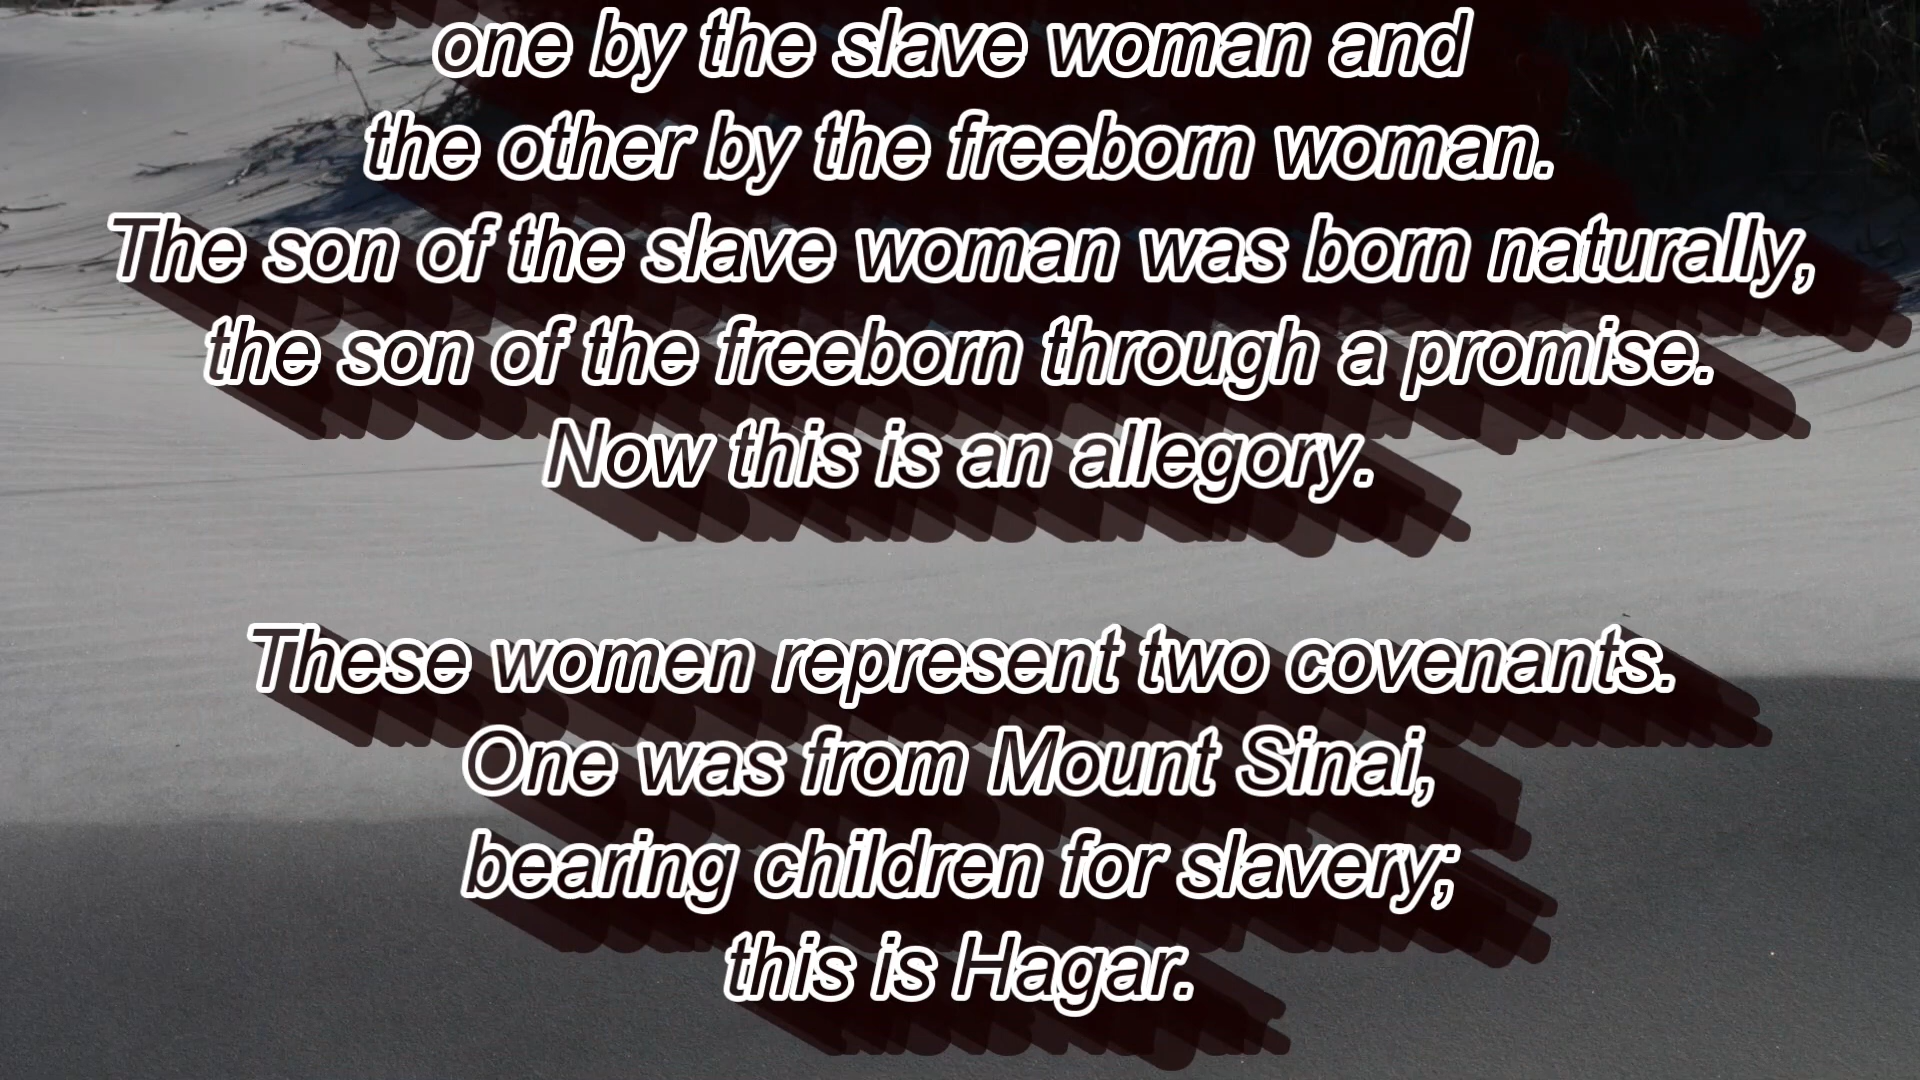 one by the slave woman and
the other by the freeborn woman.
The son of the slave woman was born naturally,
the son of the freeborn through a promise.
Now this is an allegory.
These women represent two covenants.
One was from Mount Sinai,
bearing children for slavery;
this is Hagar.